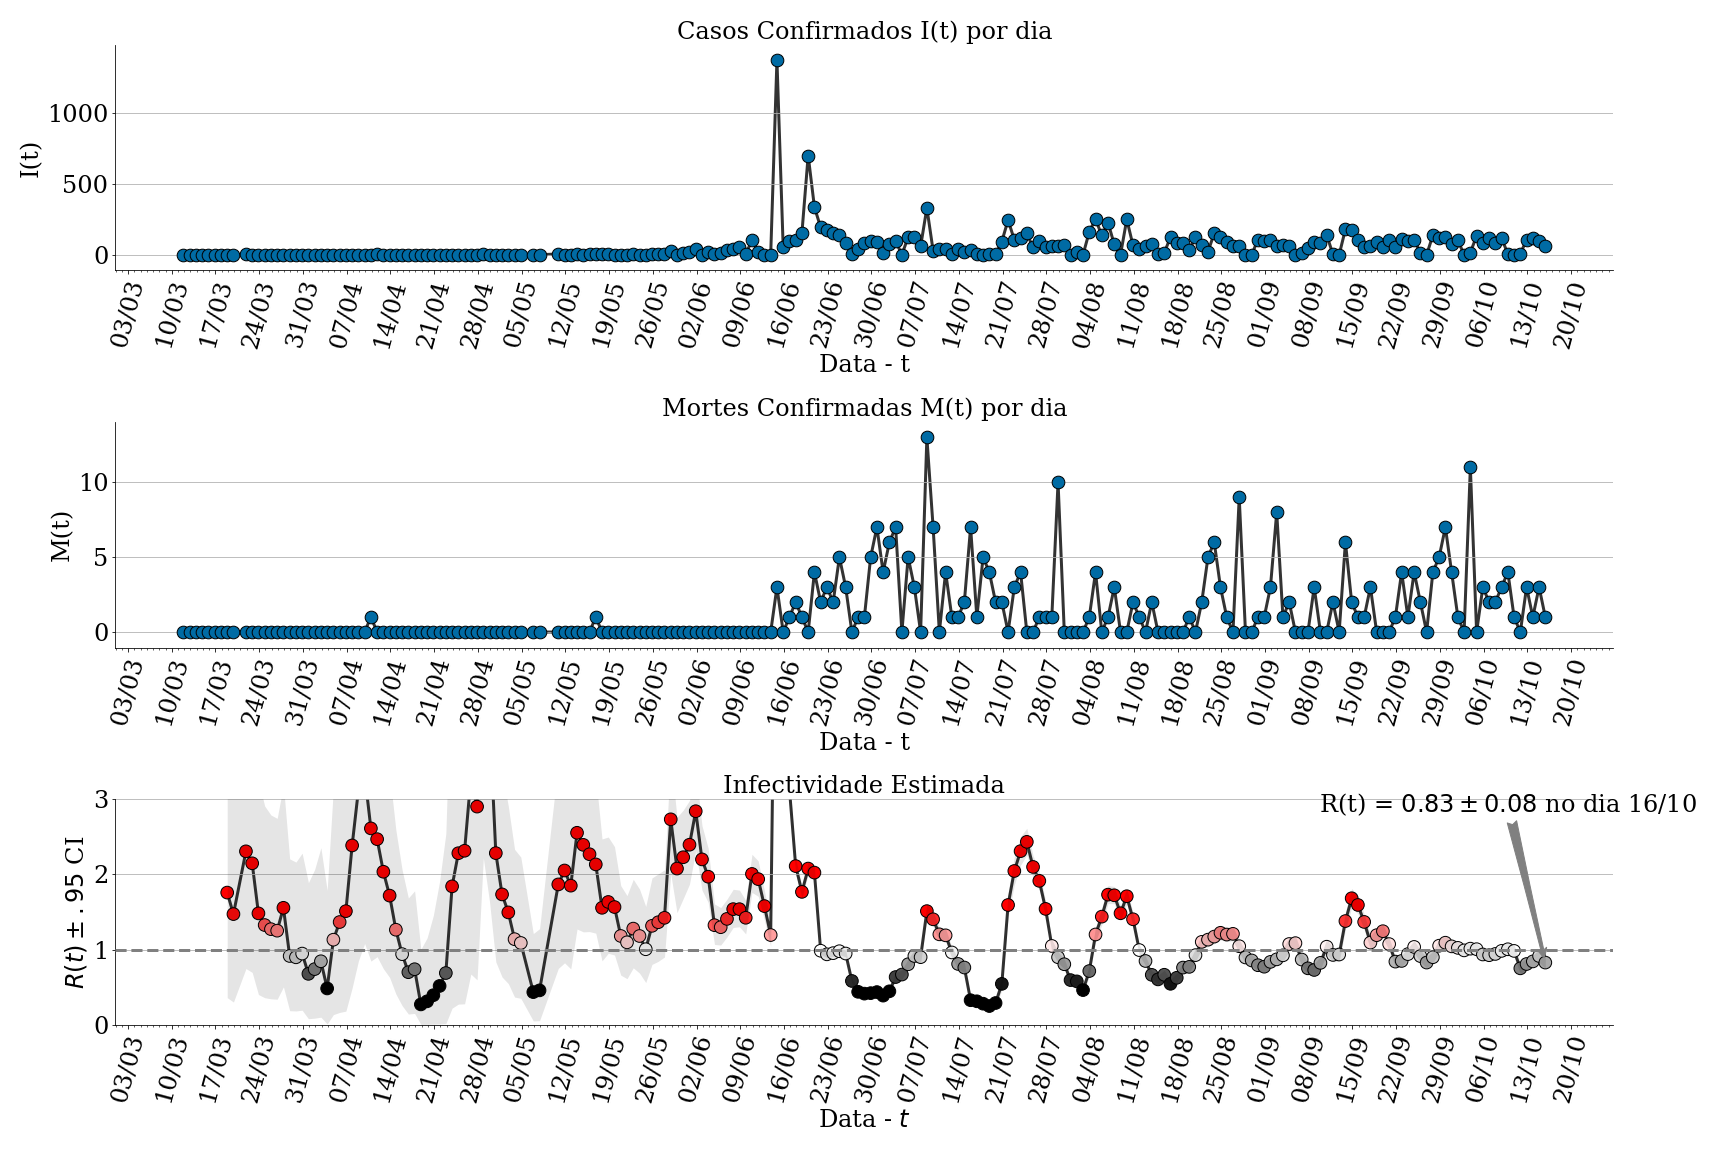 Casos Confirmados I(t) por dia
I(t)
1000
500
0
03/03 10/03 17/03 24/03 31/03 07/04 14/04 21/04 28/04 05/05 12/05 19/05 26/05 02/06 09/06 16/06 23/06 30/06 07/07 14/07 21/07 28/07 04/08 11/08 18/08 25/08 01/09 08/09 15/09 22/09 29/09 06/10 13/10 20/10
Data - t
Mortes Confirmadas M(t) por dia
M(t)
10
5
0
03/03 10/03 17/03 24/03 31/03 07/04 14/04 21/04 28/04 05/05 12/05 19/05 26/05 02/06 09/06 16/06 23/06 30/06 07/07 14/07 21/07 28/07 04/08 11/08 18/08 25/08 01/09 08/09 15/09 22/09 29/09 06/10 13/10 20/10
Data - t
Infectividade Estimada
R(t) = 0.83 ± 0.08 no dia 16/10
R(t) ± .95 CI
3
2
1
0
03/03 10/03 17/03 24/03 31/03 07/04 14/04 21/04 28/04 05/05 12/05 19/05 26/05 02/06 09/06 16/06 23/06 30/06 07/07 14/07 21/07 28/07 04/08 11/08 18/08 25/08 01/09 08/09 15/09 22/09 29/09 06/10 13/10 20/10
Data - t